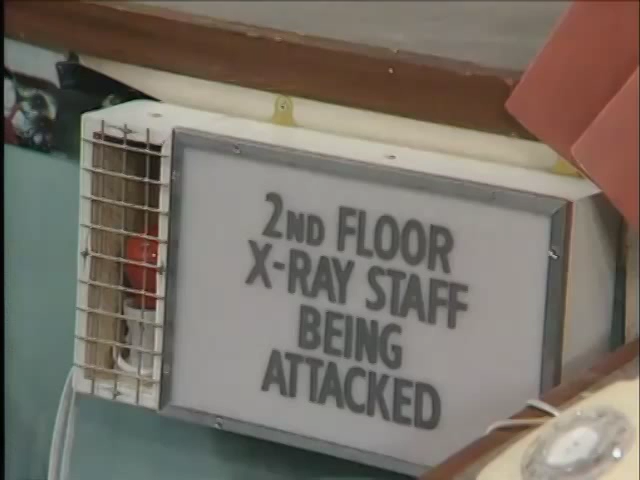 2ND FLOOR
X-RAY STAFF
BEING
ATTACKED